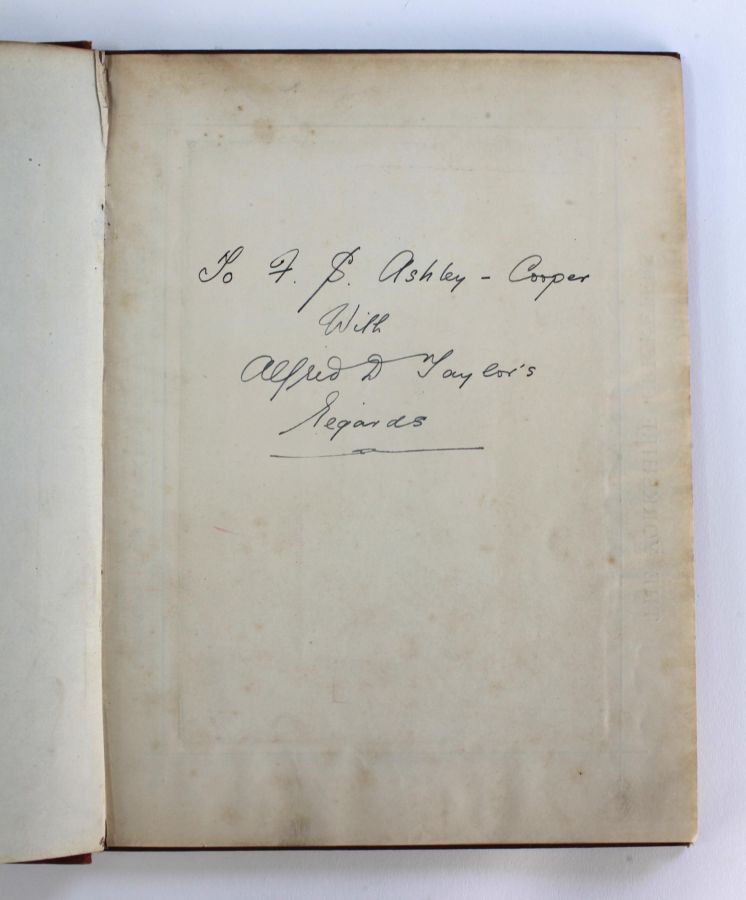 To F. S. Ashley - Cooper
With
Alfred D Taylor's
Regards